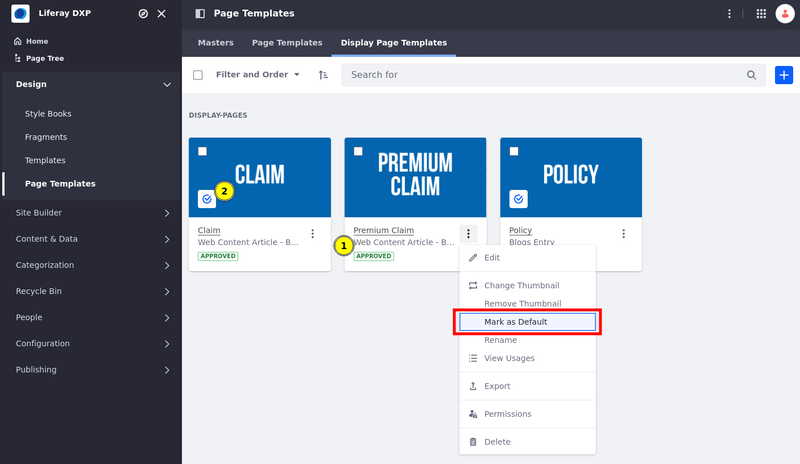 Liferay DXP
Home
Page Tree
Design
Style Books
Fragments
Templates
Page Templates
Site Builder
Content & Data
Categorization
Recycle Bin
People
Configuration
Publishing
Page Templates
Masters
Page Templates
Display Page Templates
Filter and Order
Search for
DISPLAY-PAGES
CLAIM
2
Claim
Web Content Article - B...
APPROVED
PREMIUM
CLAIM
1
Premium Claim
Web Content Article - B...
APPROVED
POLICY
Policy
Blogs Entry
Edit
Change Thumbnail
Remove Thumbnail
Mark as Default
Rename
View Usages
Export
Permissions
Delete